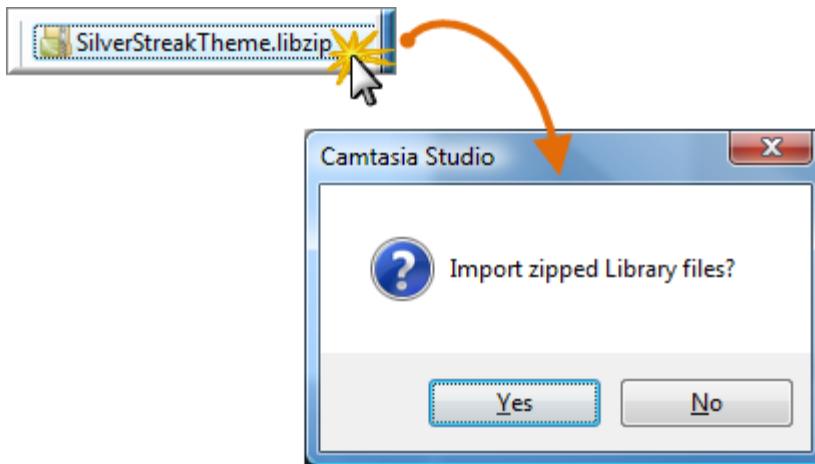 SilverStreakTheme.libzip
Camtasia Studio
Import zipped Library files?
Yes
No